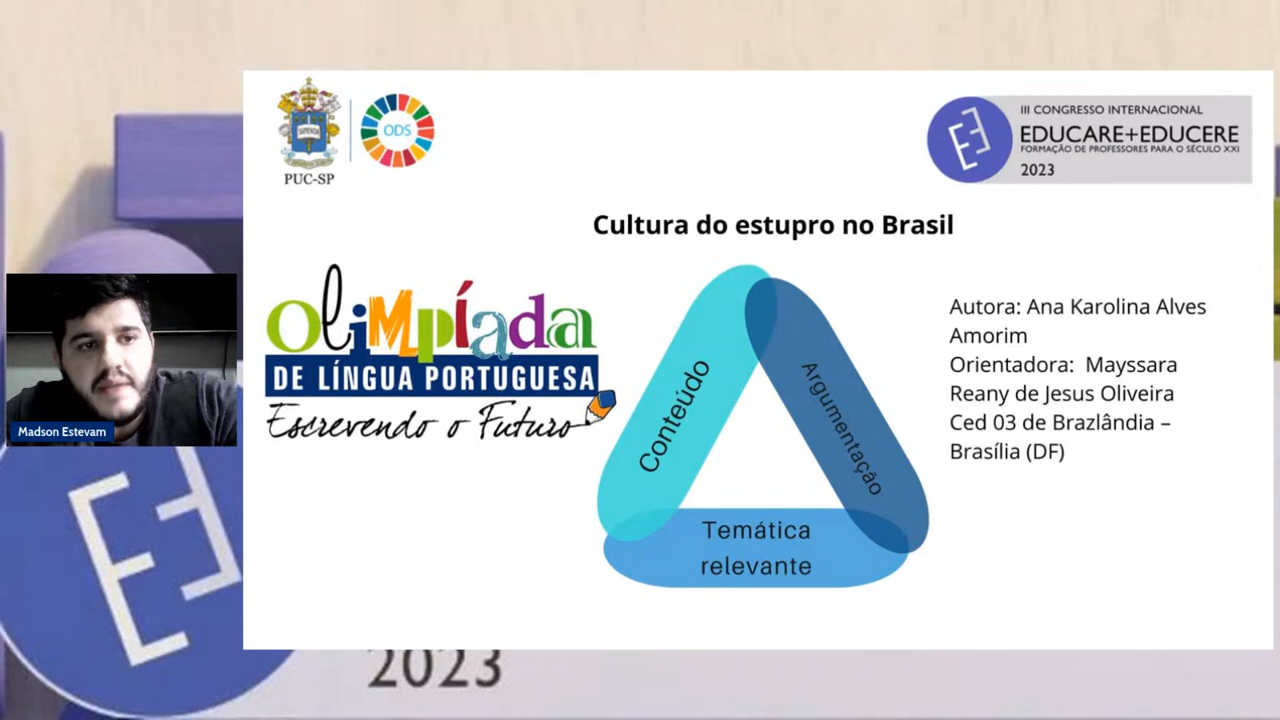 SAPIENTIA
PUC-SP
ODS
III CONGRESSO INTERNACIONAL
EDUCARE+EDUCERE
FORMAÇÃO DE PROFESSORES PARA O SÉCULO XXI
2023
Cultura do estupro no Brasil
Olimpíada
DE LÍNGUA PORTUGUESA
Escrevendo o Futuro
Conteúdo
Argumentação
Temática
relevante
Autora: Ana Karolina Alves
Amorim
Orientadora: Mayssara
Reany de Jesus Oliveira
Ced 03 de Brazlândia –
Brasília (DF)
Madson Estevam
2023